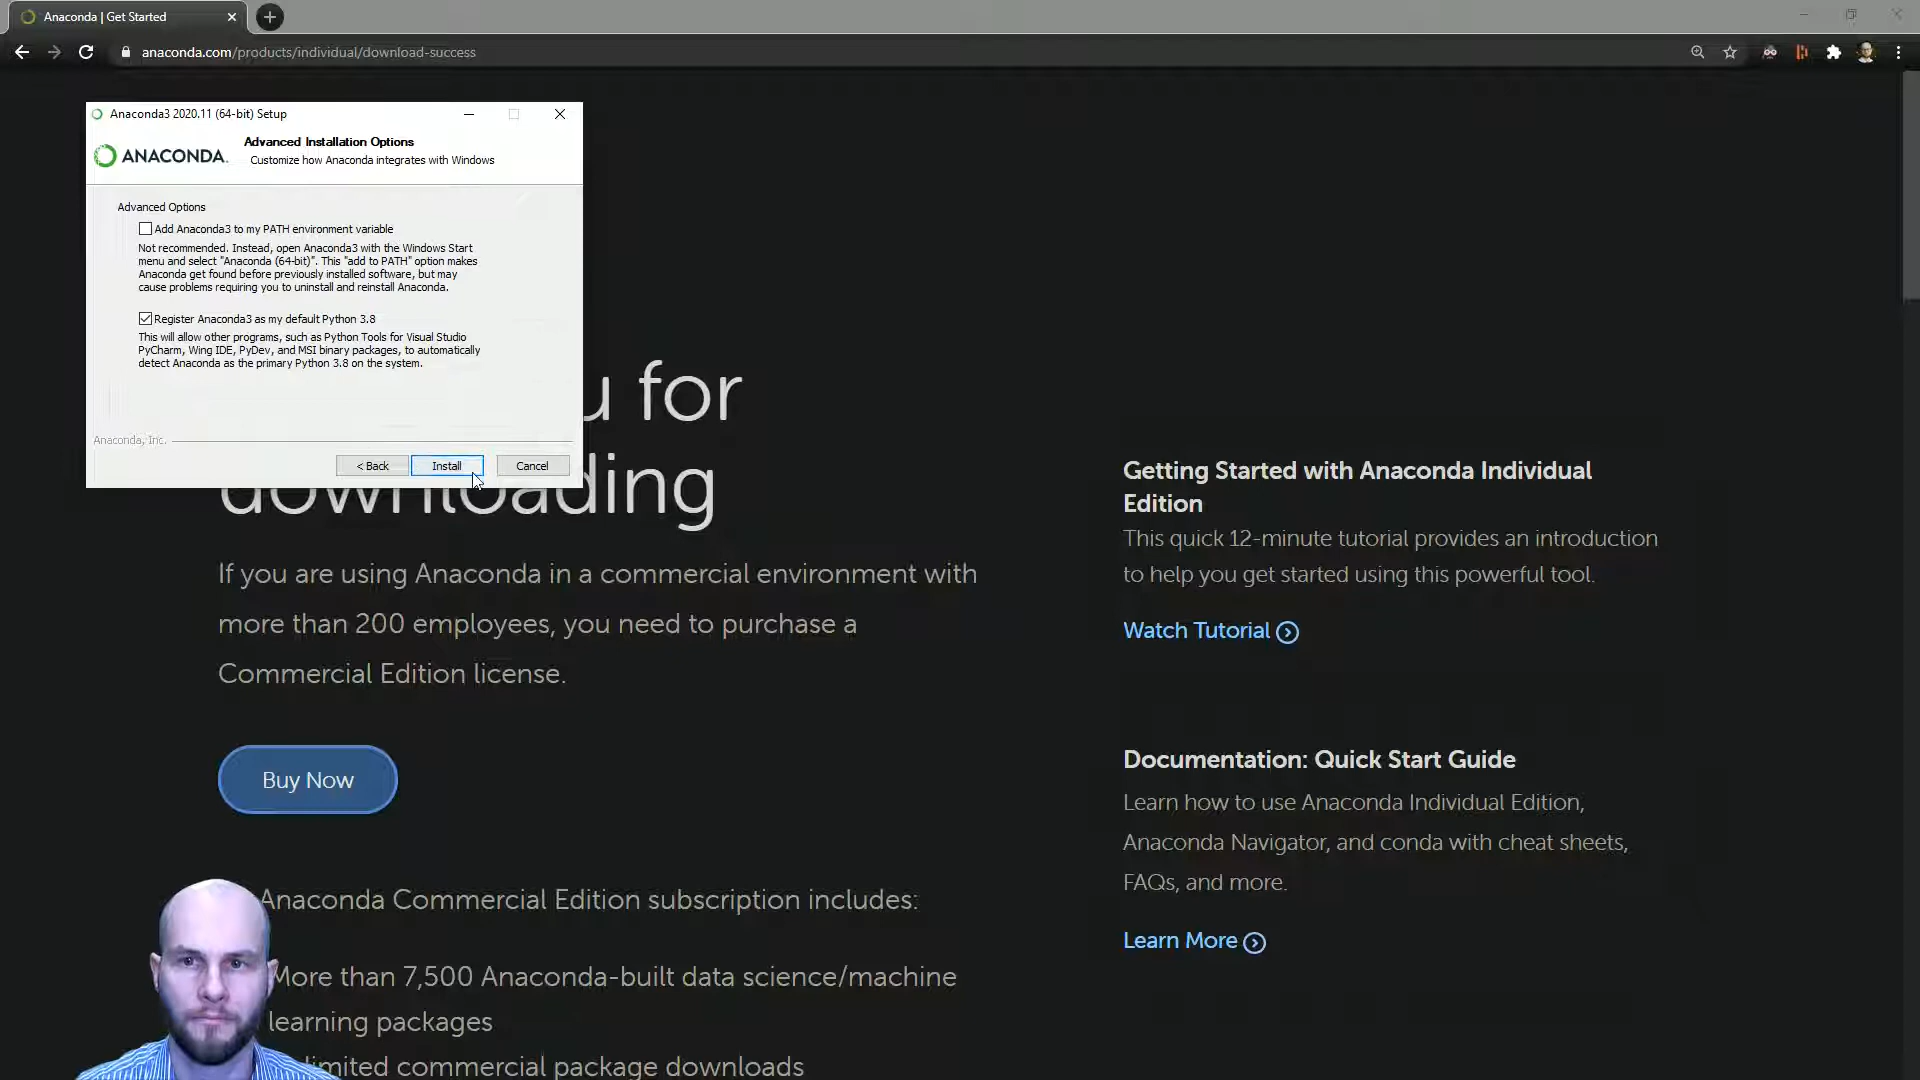 Anaconda | Get Started
anaconda.com/products/individual/download-success
Anaconda3 2020.11 (64-bit) Setup
ANACONDA.
Advanced Installation Options
Customize how Anaconda integrates with Windows
Advanced Options
Add Anaconda3 to my PATH environment variable
Not recommended. Instead, open Anaconda3 with the Windows Start
menu and select "Anaconda (64-bit)". This "add to PATH" option makes
Anaconda get found before previously installed software, but may
cause problems requiring you to uninstall and reinstall Anaconda.
Register Anaconda3 as my default Python 3.8
This will allow other programs, such as Python Tools for Visual Studio
PyCharm, Wing IDE, PyDev, and MSI binary packages, to automatically
detect Anaconda as the primary Python 3.8 on the system.
Anaconda, Inc.
< Back
Install
Cancel
u for
downloading
If you are using Anaconda in a commercial environment with
more than 200 employees, you need to purchase a
Commercial Edition license.
Buy Now
Anaconda Commercial Edition subscription includes:
More than 7,500 Anaconda-built data science/machine
learning packages
limited commercial package downloads
Getting Started with Anaconda Individual
Edition
This quick 12-minute tutorial provides an introduction
to help you get started using this powerful tool.
Watch Tutorial
Documentation: Quick Start Guide
Learn how to use Anaconda Individual Edition,
Anaconda Navigator, and conda with cheat sheets,
FAQs, and more.
Learn More